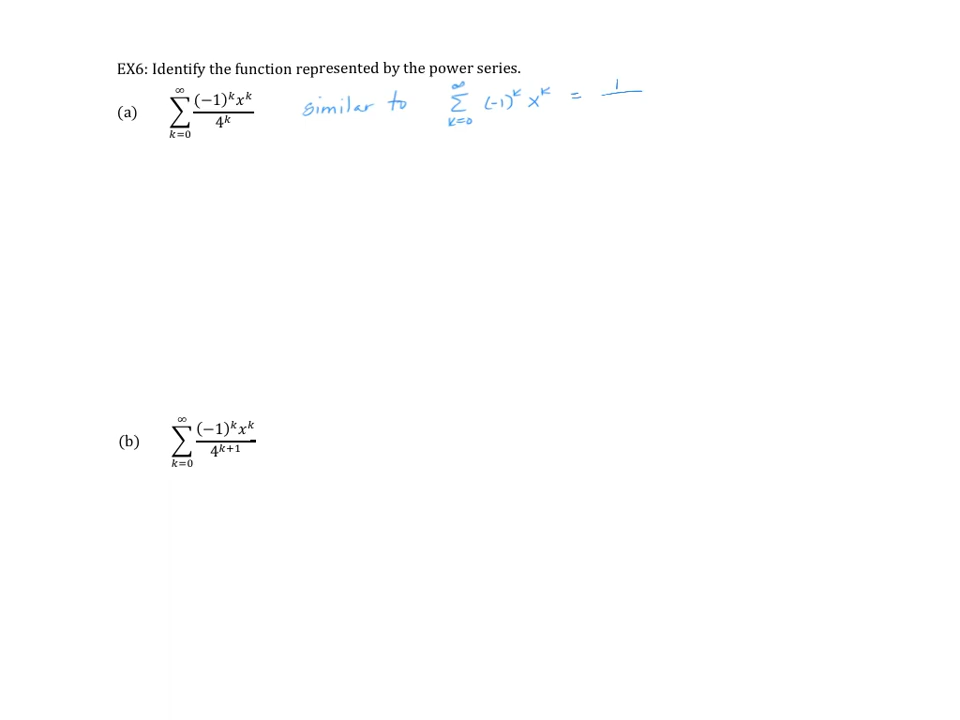 EX6: Identify the function represented by the power series.
(a) ∞∑k=0 (−1)^k x^k / 4^k similar to ∞∑k=0 (-1)^k x^k = 1/
(b) ∞∑k=0 (−1)^k x^k / 4^(k+1)